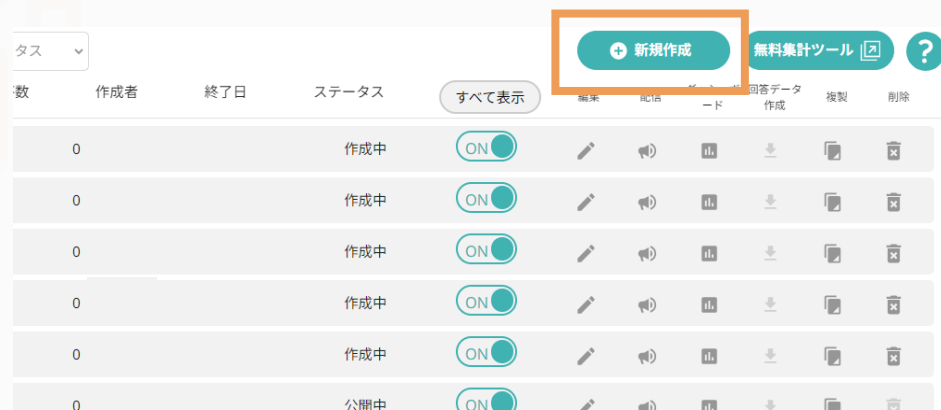 タス
新規作成
無料集計ツール
?
数
作成者
終了日
ステータス
すべて表示
編集
配信
ード
回答データ
作成
複製
削除
0
作成中
ON
0
作成中
ON
0
作成中
ON
0
作成中
ON
0
作成中
ON
0
公開中
ON